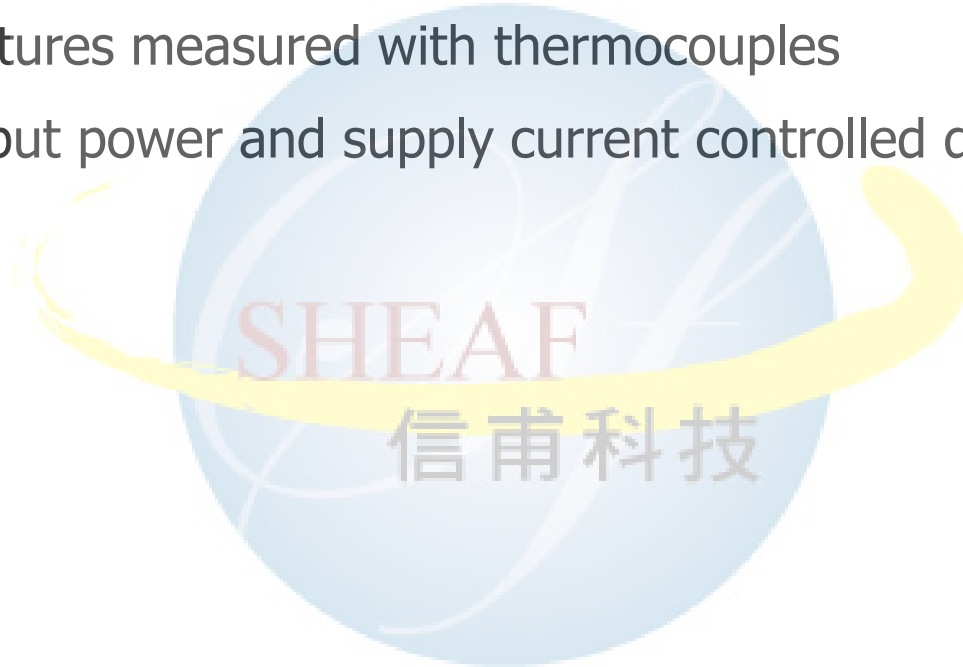 tures measured with thermocouples
out power and supply current controlled
SHEAF
信甫科技